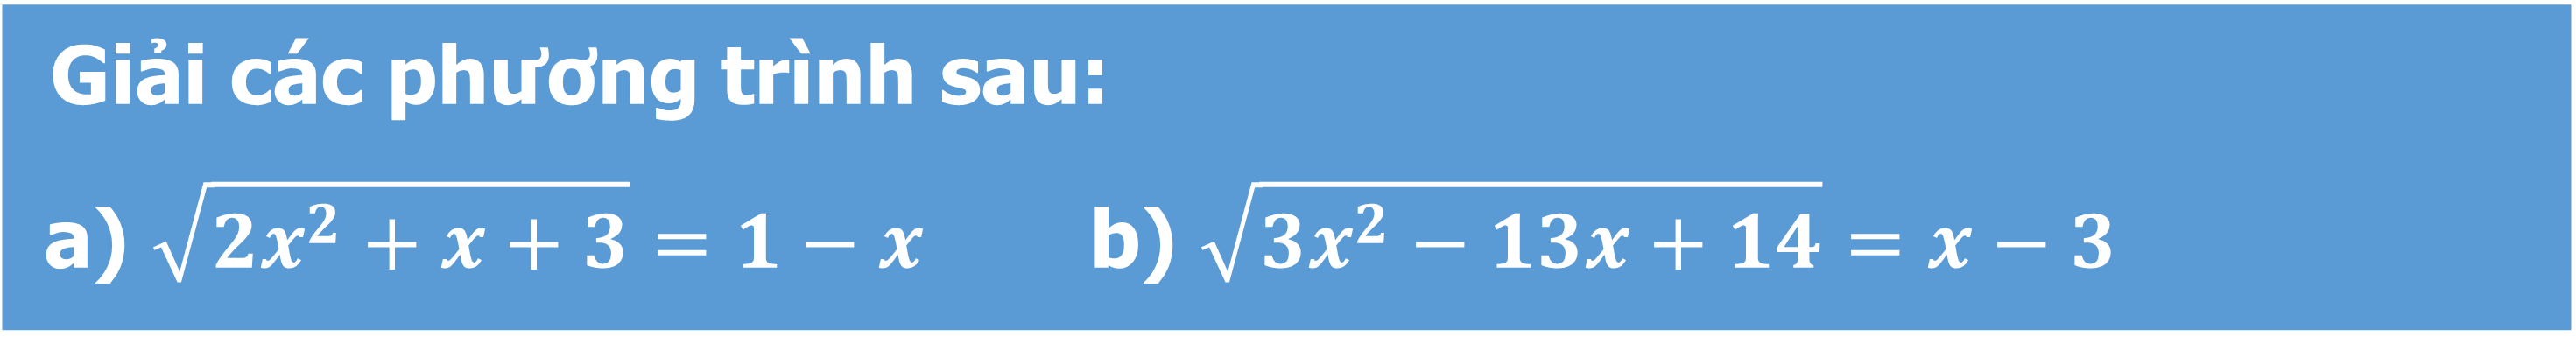 Giải các phương trình sau:
a) √(2x² + x + 3) = 1 − x b) √(3x² − 13x + 14) = x − 3